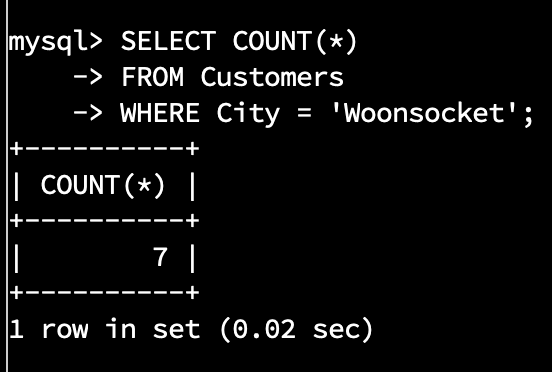 mysql> SELECT COUNT(*)
    -> FROM Customers
    -> WHERE City = 'Woonsocket';
+----------+
| COUNT(*) |
+----------+
|        7 |
+----------+
1 row in set (0.02 sec)